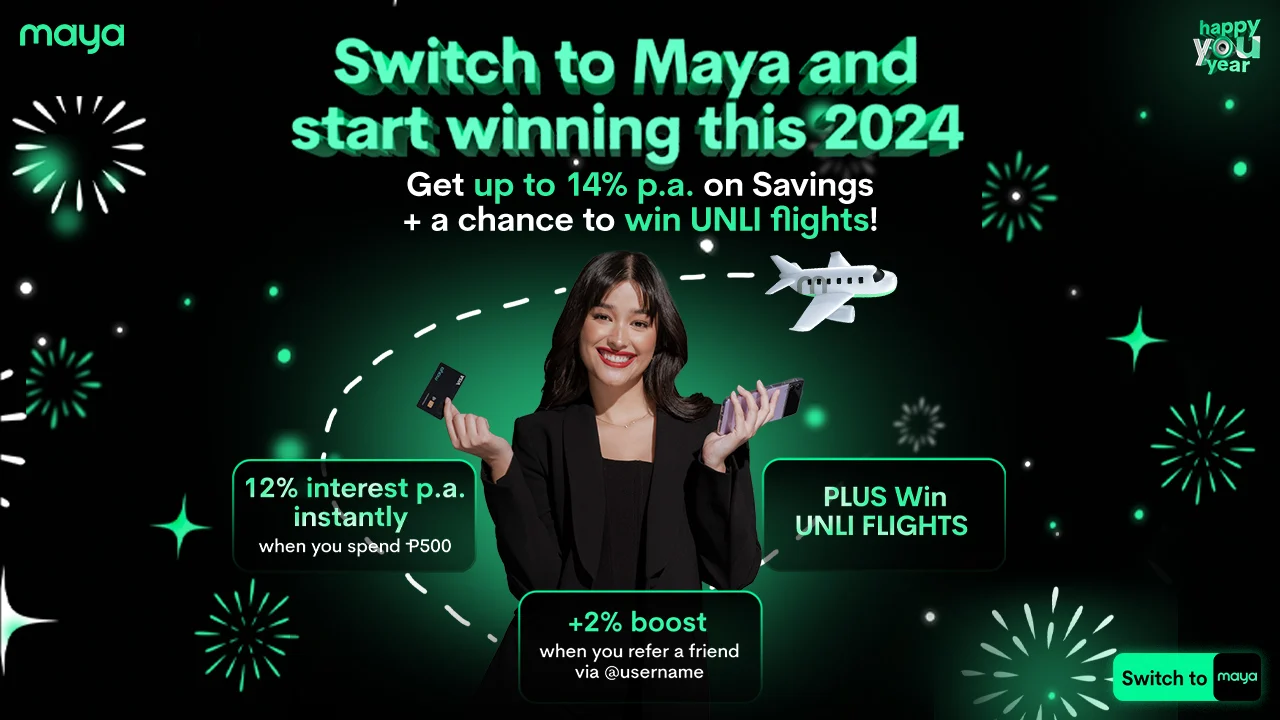 maya
happy
you
year
Switch to Maya and
start winning this 2024
Get up to 14% p.a. on Savings
+ a chance to win UNLI flights!
VISA
12% interest p.a.
instantly
when you spend ₱500
PLUS Win
UNLI FLIGHTS
+2% boost
when you refer a friend
via @username
Switch to maya